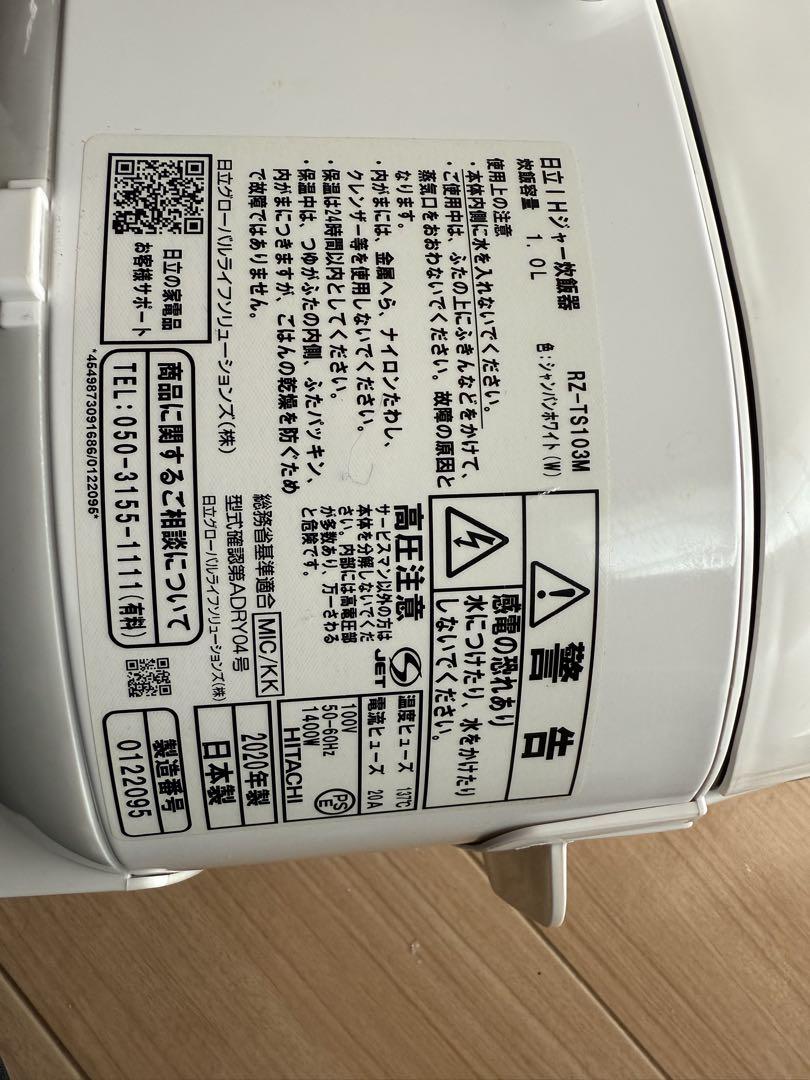 日立IHジャー炊飯器 RZ-TS103M
炊飯容量 1.0L 色:シャンパンホワイト(W)
使用上の注意
・本体内側に水を入れないでください。
・ご使用中は、ふたの上にふきんなどをかけて、
蒸気口をおおわないでください。故障の原因と
なります。
・内がまには、金属へら、ナイロンたわし、
クレンザー等を使用しないでください。
・保温は24時間以内としてください。
・保温中は、つゆがふたの内側、ふたパッキン、
内がまにつきますが、ごはんの乾燥を防ぐため
で故障ではありません。
日立グローバルライフソリューションズ(株)
日立の家電品
お客様サポート
商品に関するご相談について
TEL:050-3155-1111(有料)
*4549873091686/0122095*
警告
感電の恐れあり
水につけたり、水をかけたり
しないでください。
高圧注意
サービスマン以外の方は
本体を分解しないでくだ
さい。内部には高電圧部
が多数あり、万一さわる
と危険です。
JET
温度ヒューズ 137℃
電流ヒューズ 20A
総務省基準適合 MIC/KK
型式確認第ADRY04号
日立グローバルライフソリューションズ(株)
100V
50-60Hz
1400W
PSE
HITACHI
2020年製
日本製
製造番号
0122095